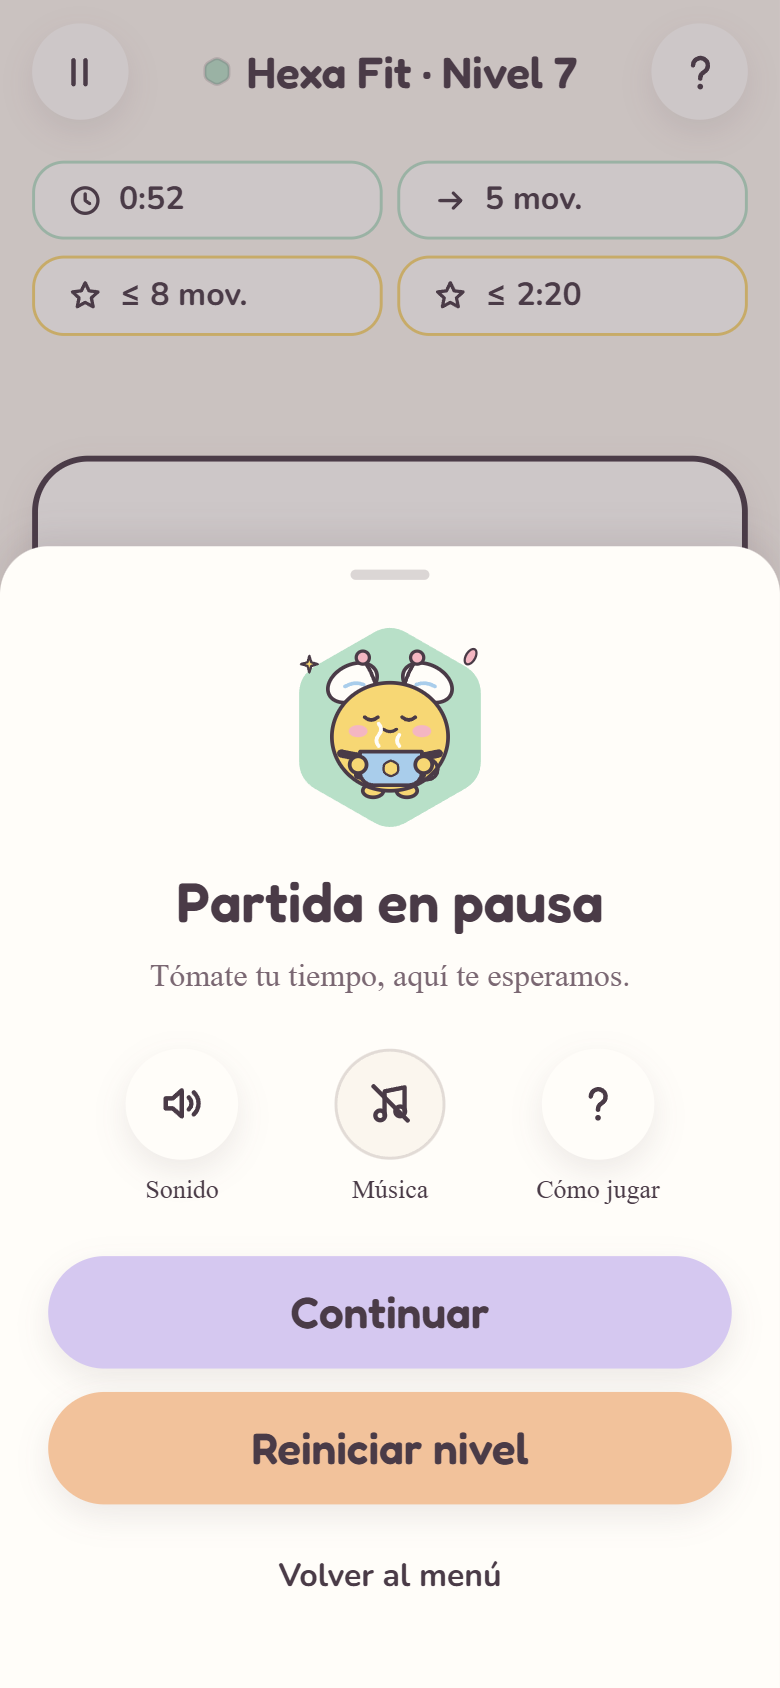 Hexa Fit · Nivel 7
?
0:52
→ 5 mov.
≤ 8 mov.
≤ 2:20
Partida en pausa
Tómate tu tiempo, aquí te esperamos.
?
Sonido
Música
Cómo jugar
Continuar
Reiniciar nivel
Volver al menú